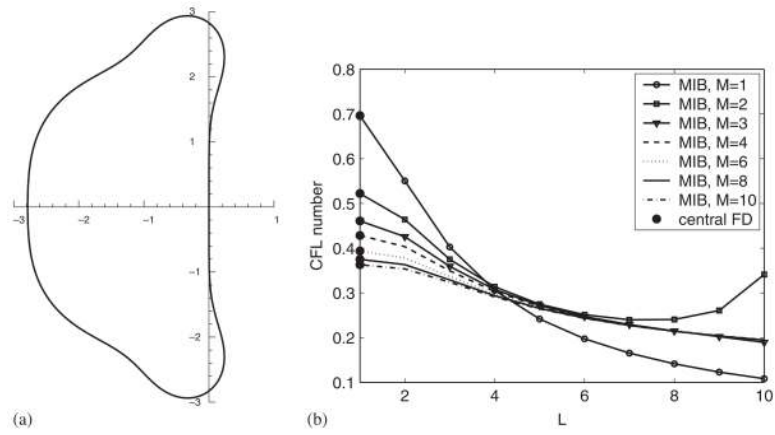 3
2
1
−3
−2
−1
1
−1
−2
−3
(a)
0.8
0.7
0.6
0.5
0.4
0.3
0.2
0.1
CFL number
2
4
6
8
10
L
(b)
MIB, M=1
MIB, M=2
MIB, M=3
MIB, M=4
MIB, M=6
MIB, M=8
MIB, M=10
central FD